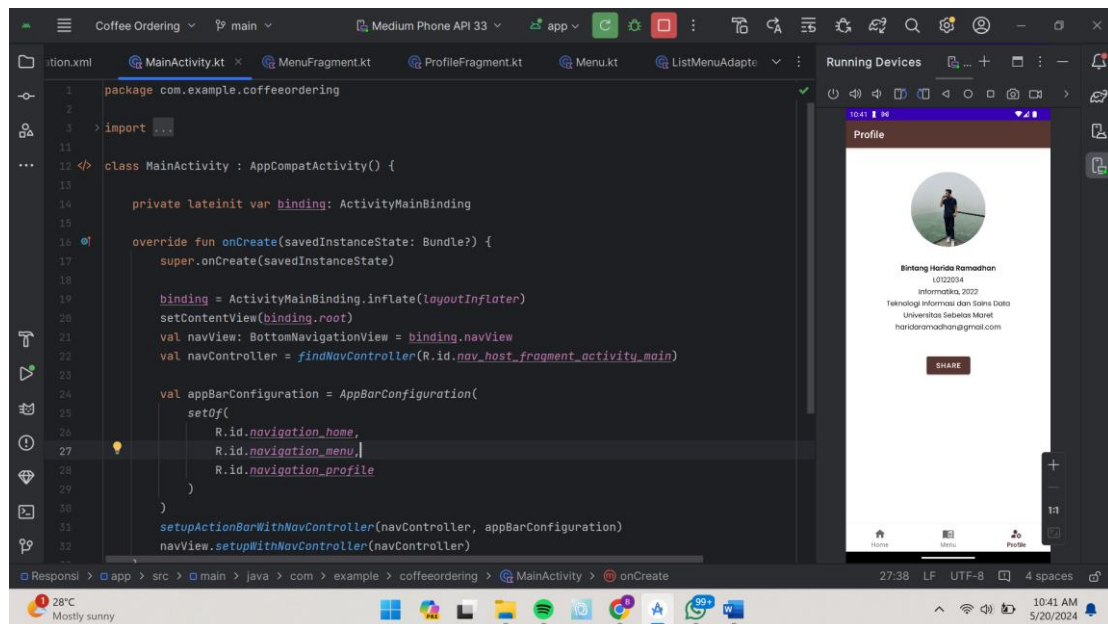 Coffee Ordering
main
Medium Phone API 33
app
ation.xml
MainActivity.kt
MenuFragment.kt
ProfileFragment.kt
Menu.kt
ListMenuAdapte
Running Devices
1 package com.example.coffeeordering
2
3 import ...
11
12 class MainActivity : AppCompatActivity() {
13
14 private lateinit var binding: ActivityMainBinding
15
16 override fun onCreate(savedInstanceState: Bundle?) {
17 super.onCreate(savedInstanceState)
18
19 binding = ActivityMainBinding.inflate(layoutInflater)
20 setContentView(binding.root)
21 val navView: BottomNavigationView = binding.navView
22 val navController = findNavController(R.id.nav_host_fragment_activity_main)
23
24 val appBarConfiguration = AppBarConfiguration(
25 setOf(
26 R.id.navigation_home,
27 R.id.navigation_menu,
28 R.id.navigation_profile
29 )
30 )
31 setupActionBarWithNavController(navController, appBarConfiguration)
32 navView.setupWithNavController(navController)
10:41
Profile
Bintang Harida Ramadhan
L0122034
Informatika, 2022
Teknologi Informasi dan Sains Data
Universitas Sebelas Maret
haridaramadhan@gmail.com
SHARE
1:1
Home
Menu
Profile
Responsi > app > src > main > java > com > example > coffeeordering > MainActivity > onCreate
27:38 LF UTF-8 4 spaces
1
28°C
Mostly sunny
PRE
99+
10:41 AM
5/20/2024